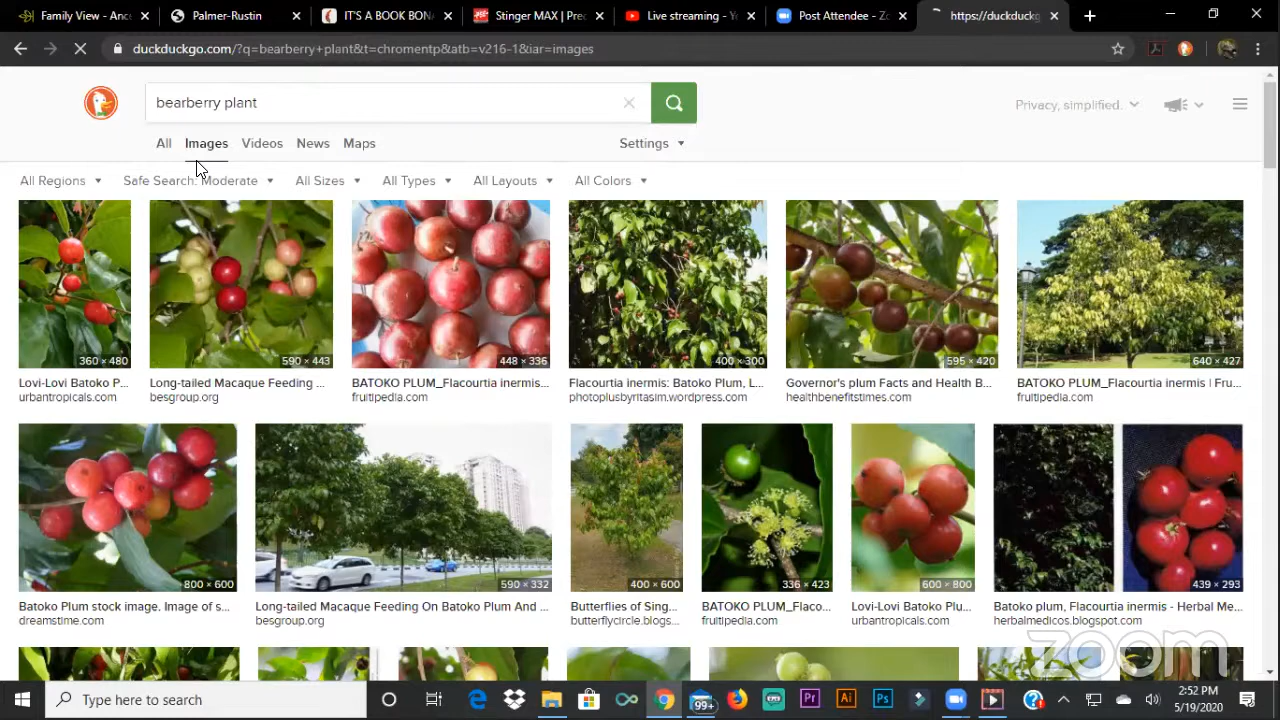 Family View - Anc
Palmer-Rustin
IT'S A BOOK BONA
Stinger MAX | Prec
Live streaming - Yo
Post Attendee - Zo
https://duckduckg
duckduckgo.com/?q=bearberry+plant&t=chromentp&atb=v216-1&iar=images
bearberry plant
Privacy, simplified.
All Images Videos News Maps Settings
All Regions Safe Search: Moderate All Sizes All Types All Layouts All Colors
360 × 480 590 × 443 448 × 336 400 × 300 595 × 420 640 × 427
Lovi-Lovi Batoko P... Long-tailed Macaque Feeding ... BATOKO PLUM_Flacourtia inermis... Flacourtia inermis: Batoko Plum, L... Governor's plum Facts and Health B... BATOKO PLUM_Flacourtia inermis | Fru...
urbantropicals.com besgroup.org fruitipedia.com photoplusbyritasim.wordpress.com healthbenefitstimes.com fruitipedia.com
800 × 600 590 × 332 400 × 600 336 × 423 600 × 800 439 × 293
Batoko Plum stock image. Image of s... Long-tailed Macaque Feeding On Batoko Plum And ... Butterflies of Sing... BATOKO PLUM_Flaco... Lovi-Lovi Batoko Plu... Batoko plum, Flacourtia inermis - Herbal Me...
dreamstime.com besgroup.org butterflycircle.blogs... fruitipedia.com urbantropicals.com herbalmedicos.blogspot.com
zoom
Type here to search
99+
Pr Ai Ps
2:52 PM
5/19/2020